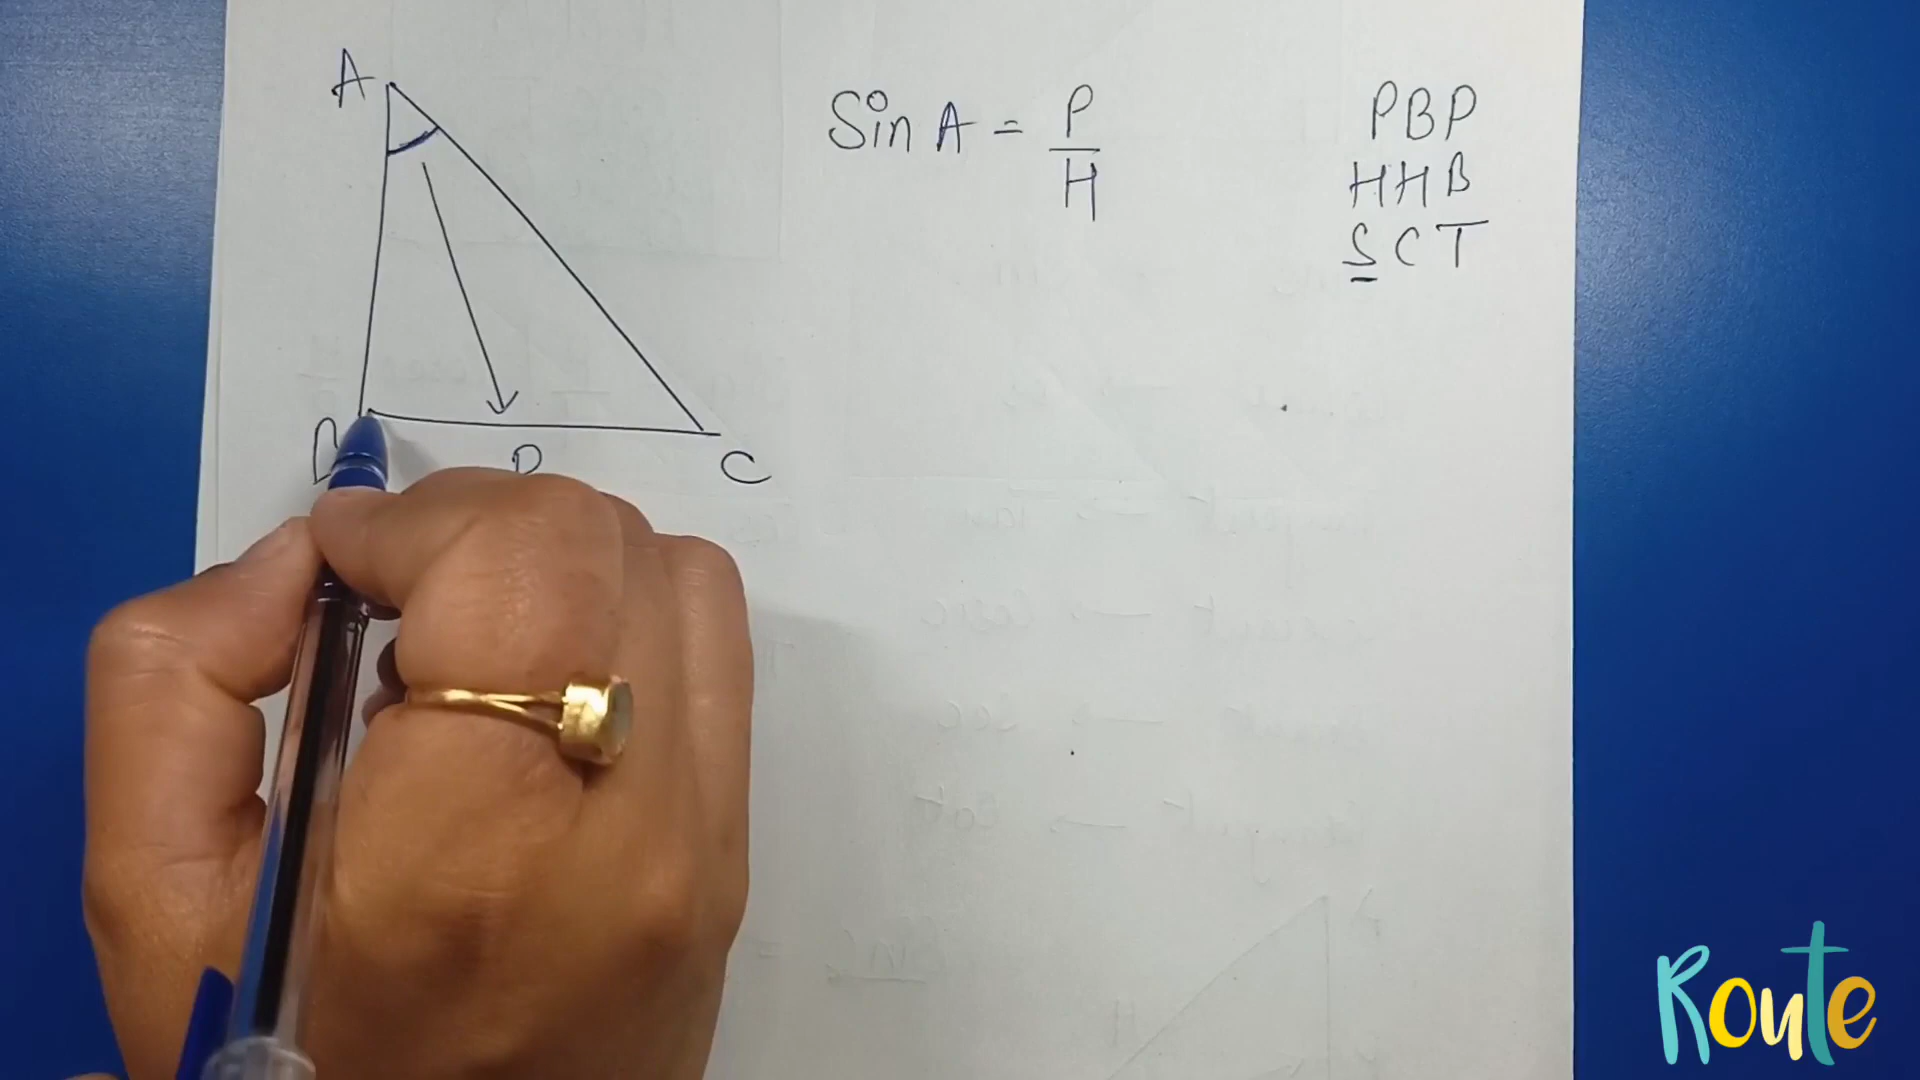 A
Sin A = P
H
PBP
HHB
SCT
P
C
Route